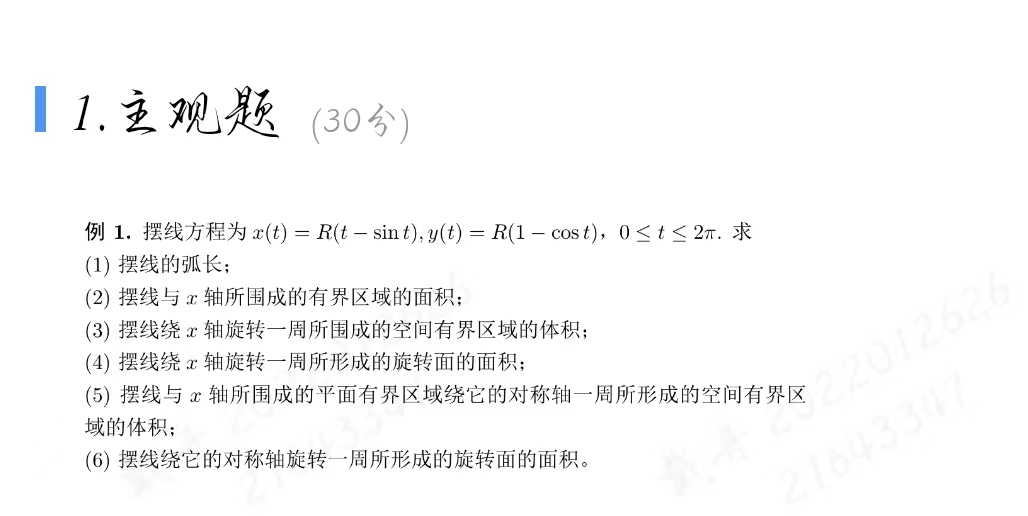 1.主观题 (30分)
例 1. 摆线方程为 x(t) = R(t − sin t), y(t) = R(1 − cos t)，0 ≤ t ≤ 2π. 求
(1) 摆线的弧长；
(2) 摆线与 x 轴所围成的有界区域的面积；
(3) 摆线绕 x 轴旋转一周所围成的空间有界区域的体积；
(4) 摆线绕 x 轴旋转一周所形成的旋转面的面积；
(5) 摆线与 x 轴所围成的平面有界区域绕它的对称轴一周所形成的空间有界区
域的体积；
(6) 摆线绕它的对称轴旋转一周所形成的旋转面的面积。
2022012626
21643347